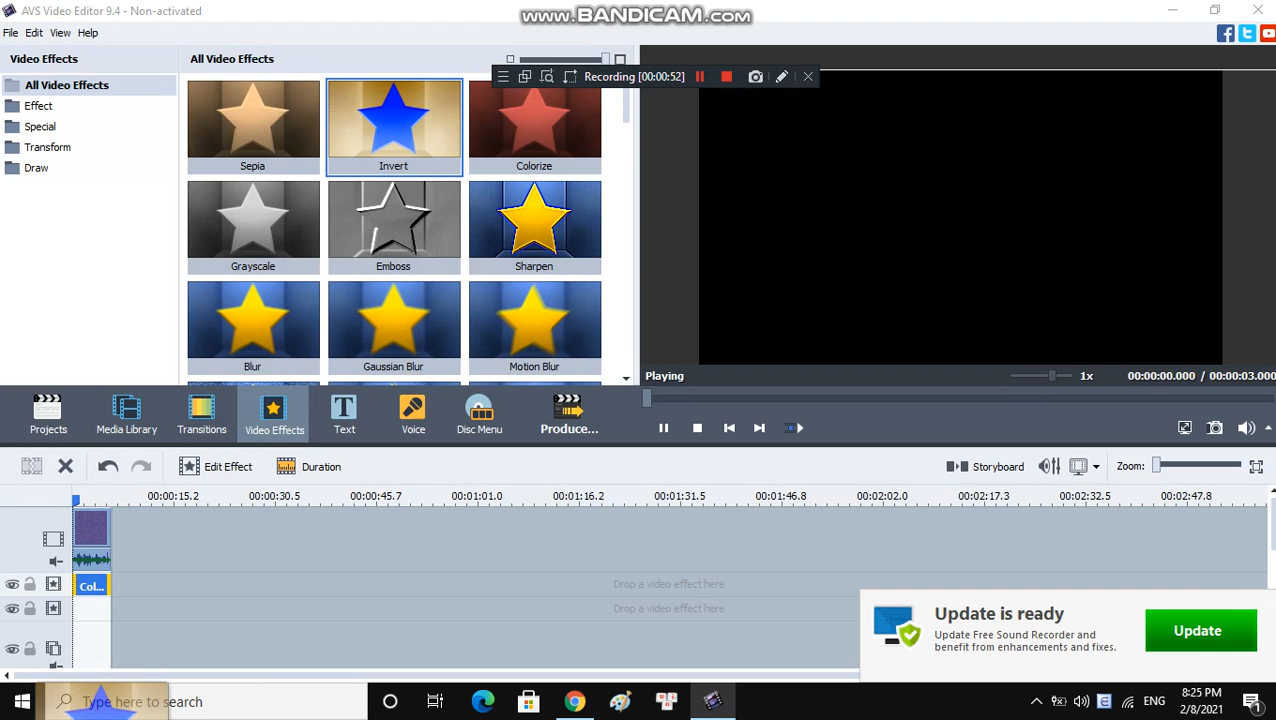 AVS Video Editor 9.4 - Non-activated
www.BANDICAM.com
File Edit View Help
Video Effects
All Video Effects
Recording [00:00:52]
All Video Effects
Effect
Special
Transform
Draw
Sepia
Invert
Colorize
Grayscale
Emboss
Sharpen
Blur
Gaussian Blur
Motion Blur
Playing
1x
00:00:00.000 / 00:00:03.000
Projects
Media Library
Transitions
Video Effects
Text
Voice
Disc Menu
Produce...
Edit Effect
Duration
Storyboard
Zoom:
00:00:15.2 00:00:30.5 00:00:45.7 00:01:01.0 00:01:16.2 00:01:31.5 00:01:46.8 00:02:02.0 00:02:17.3 00:02:32.5 00:02:47.8
Col...
Drop a video effect here
Drop a video effect here
Update is ready
Update Free Sound Recorder and
benefit from enhancements and fixes.
Update
Type here to search
ENG
8:25 PM
2/8/2021
1